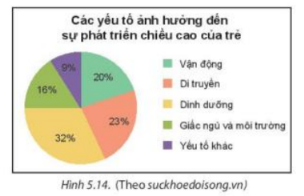 Các yếu tố ảnh hưởng đến
sự phát triển chiều cao của trẻ
9%
20%
16%
23%
32%
Vận động
Di truyền
Dinh dưỡng
Giấc ngủ và môi trường
Yếu tố khác
Hình 5.14. (Theo suckhoedoisong.vn)